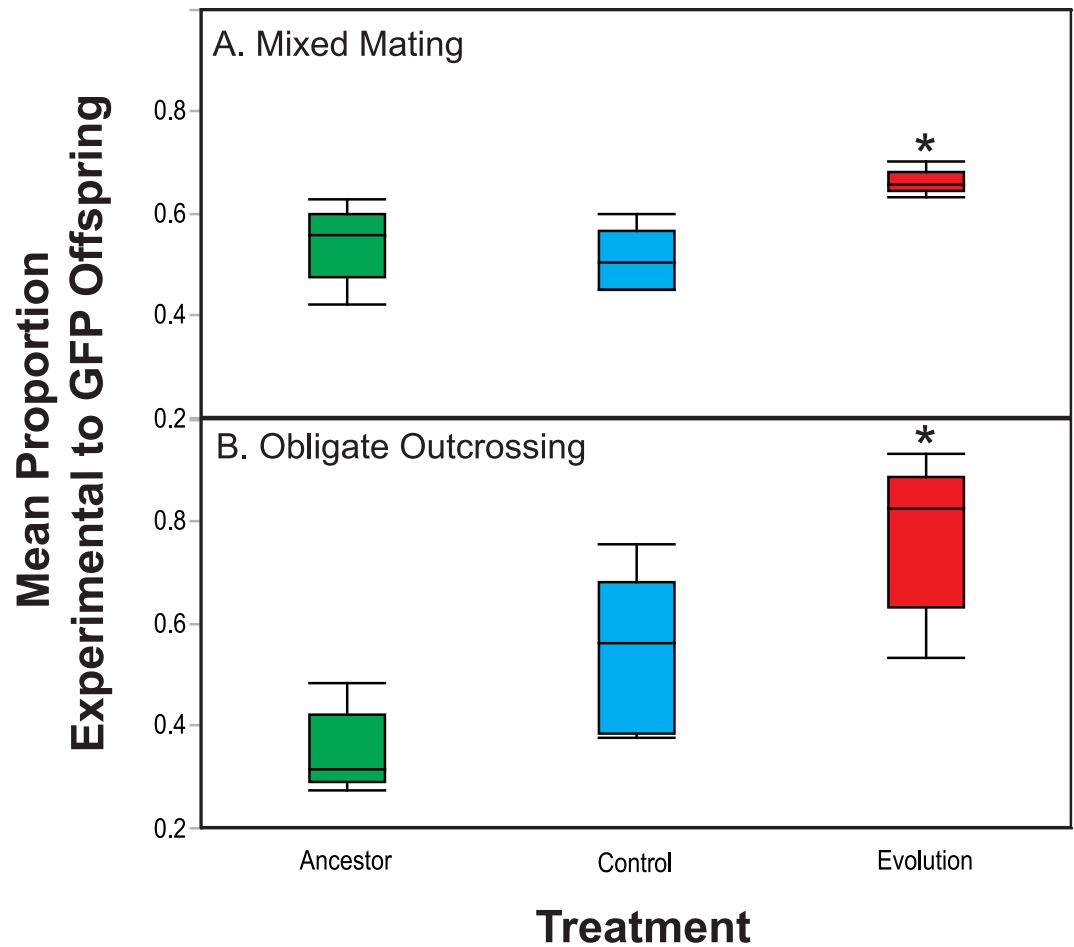 Mean Proportion
Experimental to GFP Offspring
A. Mixed Mating
0.8
*
0.6
0.4
0.2
B. Obligate Outcrossing
*
0.8
0.6
0.4
0.2
Ancestor
Control
Evolution
Treatment